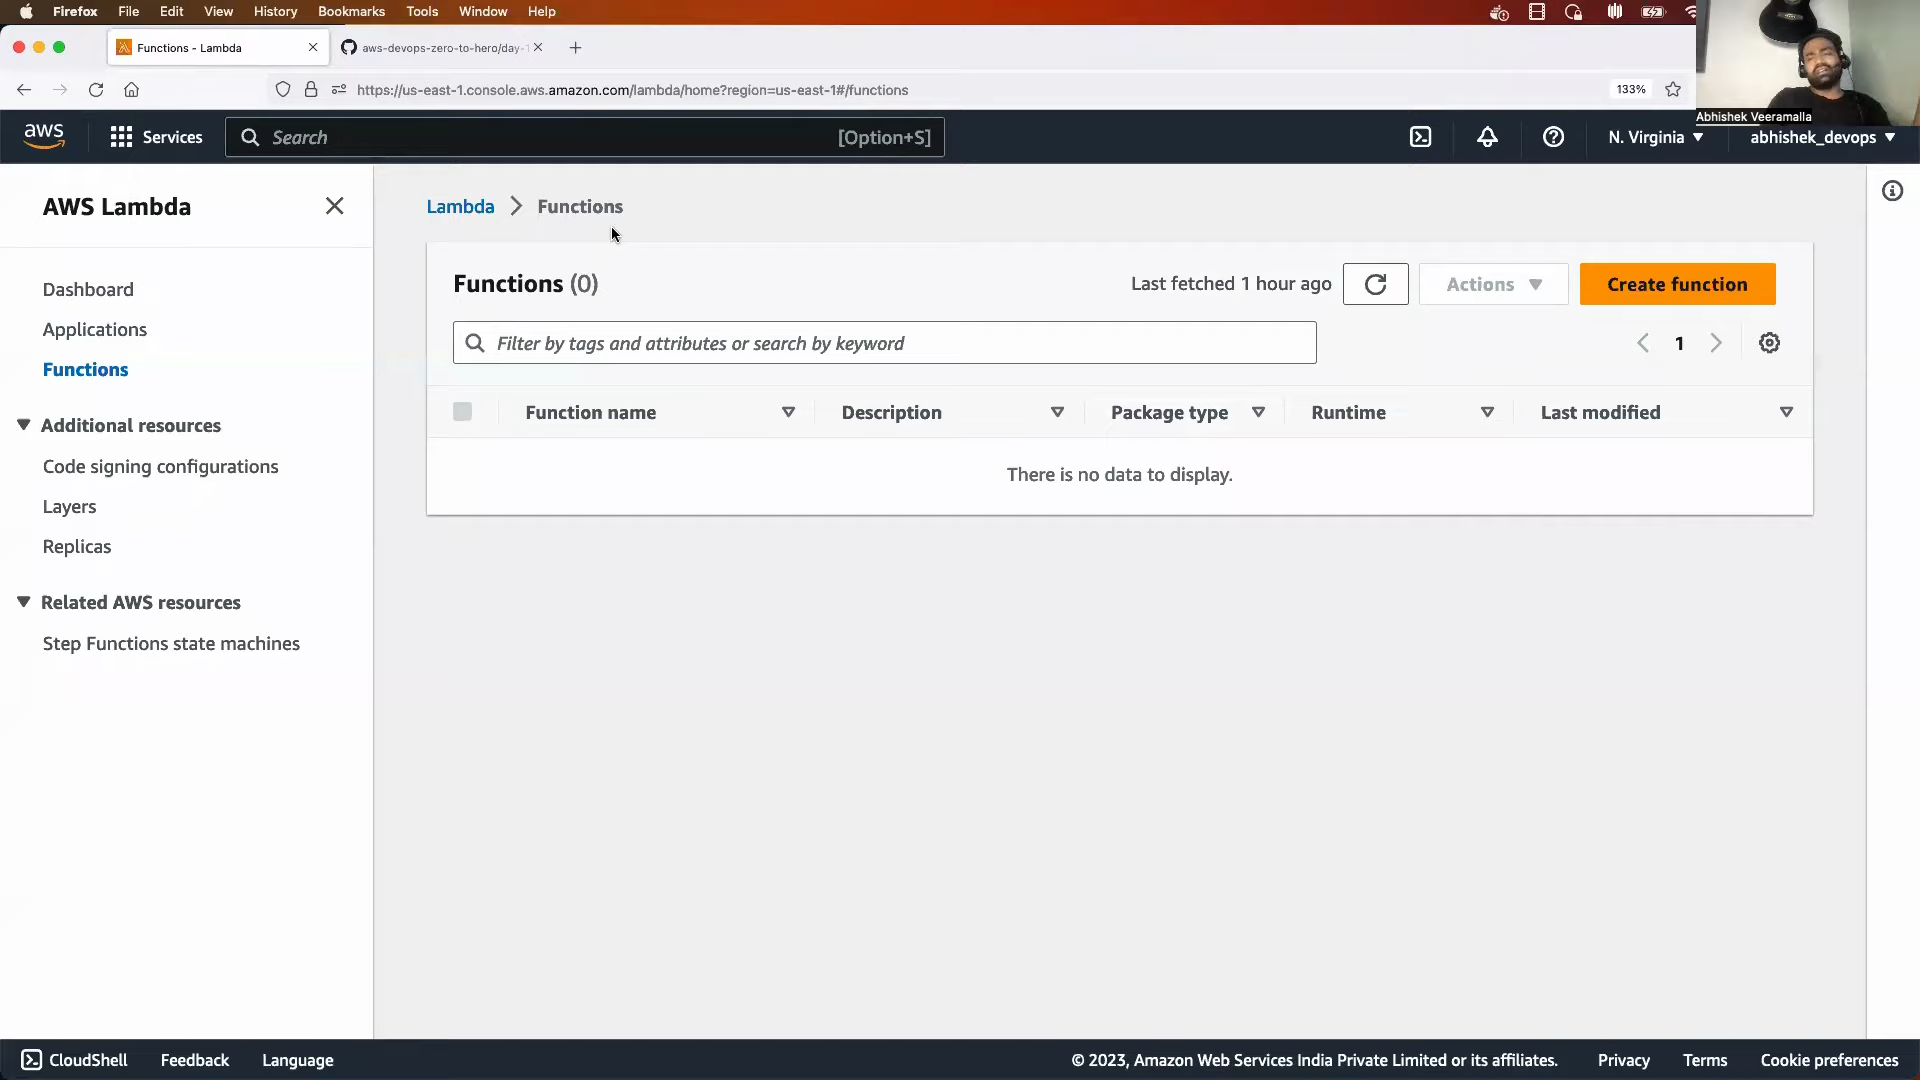 Firefox File Edit View History Bookmarks Tools Window Help
Functions - Lambda
aws-devops-zero-to-hero/day-1
https://us-east-1.console.aws.amazon.com/lambda/home?region=us-east-1#/functions
133%
Abhishek Veeramalla
aws
Services
Search
[Option+S]
N. Virginia
abhishek_devops
AWS Lambda
Dashboard
Applications
Functions
Additional resources
Code signing configurations
Layers
Replicas
Related AWS resources
Step Functions state machines
Lambda
Functions
Functions (0)
Last fetched 1 hour ago
Actions
Create function
Filter by tags and attributes or search by keyword
1
Function name
Description
Package type
Runtime
Last modified
There is no data to display.
CloudShell
Feedback
Language
© 2023, Amazon Web Services India Private Limited or its affiliates.
Privacy
Terms
Cookie preferences